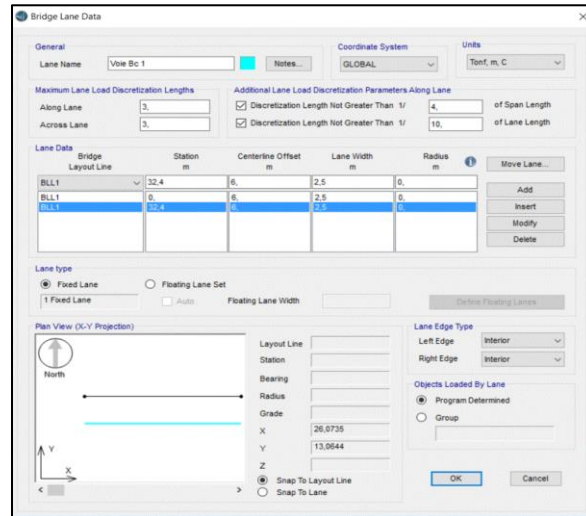 Bridge Lane Data
General
Lane Name Voie Bc 1 Notes...
Coordinate System
GLOBAL
Units
Tonf, m, C
Maximum Lane Load Discretization Lengths
Along Lane 3,
Across Lane 3,
Additional Lane Load Discretization Parameters Along Lane
Discretization Length Not Greater Than 1/ 4, of Span Length
Discretization Length Not Greater Than 1/ 10, of Lane Length
Lane Data
Bridge Layout Line Station m Centerline Offset m Lane Width m Radius m
BLL1 32,4 6, 2,5 0,
BLL1 0, 6, 2,5
BLL1 32,4 6, 2,5 0,
Move Lane...
Add
Insert
Modify
Delete
Lane type
Fixed Lane Floating Lane Set
1 Fixed Lane Auto Floating Lane Width Define Floating Lanes
Plan View (X-Y Projection)
North
Y
X
Layout Line
Station
Bearing
Radius
Grade
X 26,0735
Y 13,0644
Z
Snap To Layout Line
Snap To Lane
Lane Edge Type
Left Edge Interior
Right Edge Interior
Objects Loaded By Lane
Program Determined
Group
OK Cancel